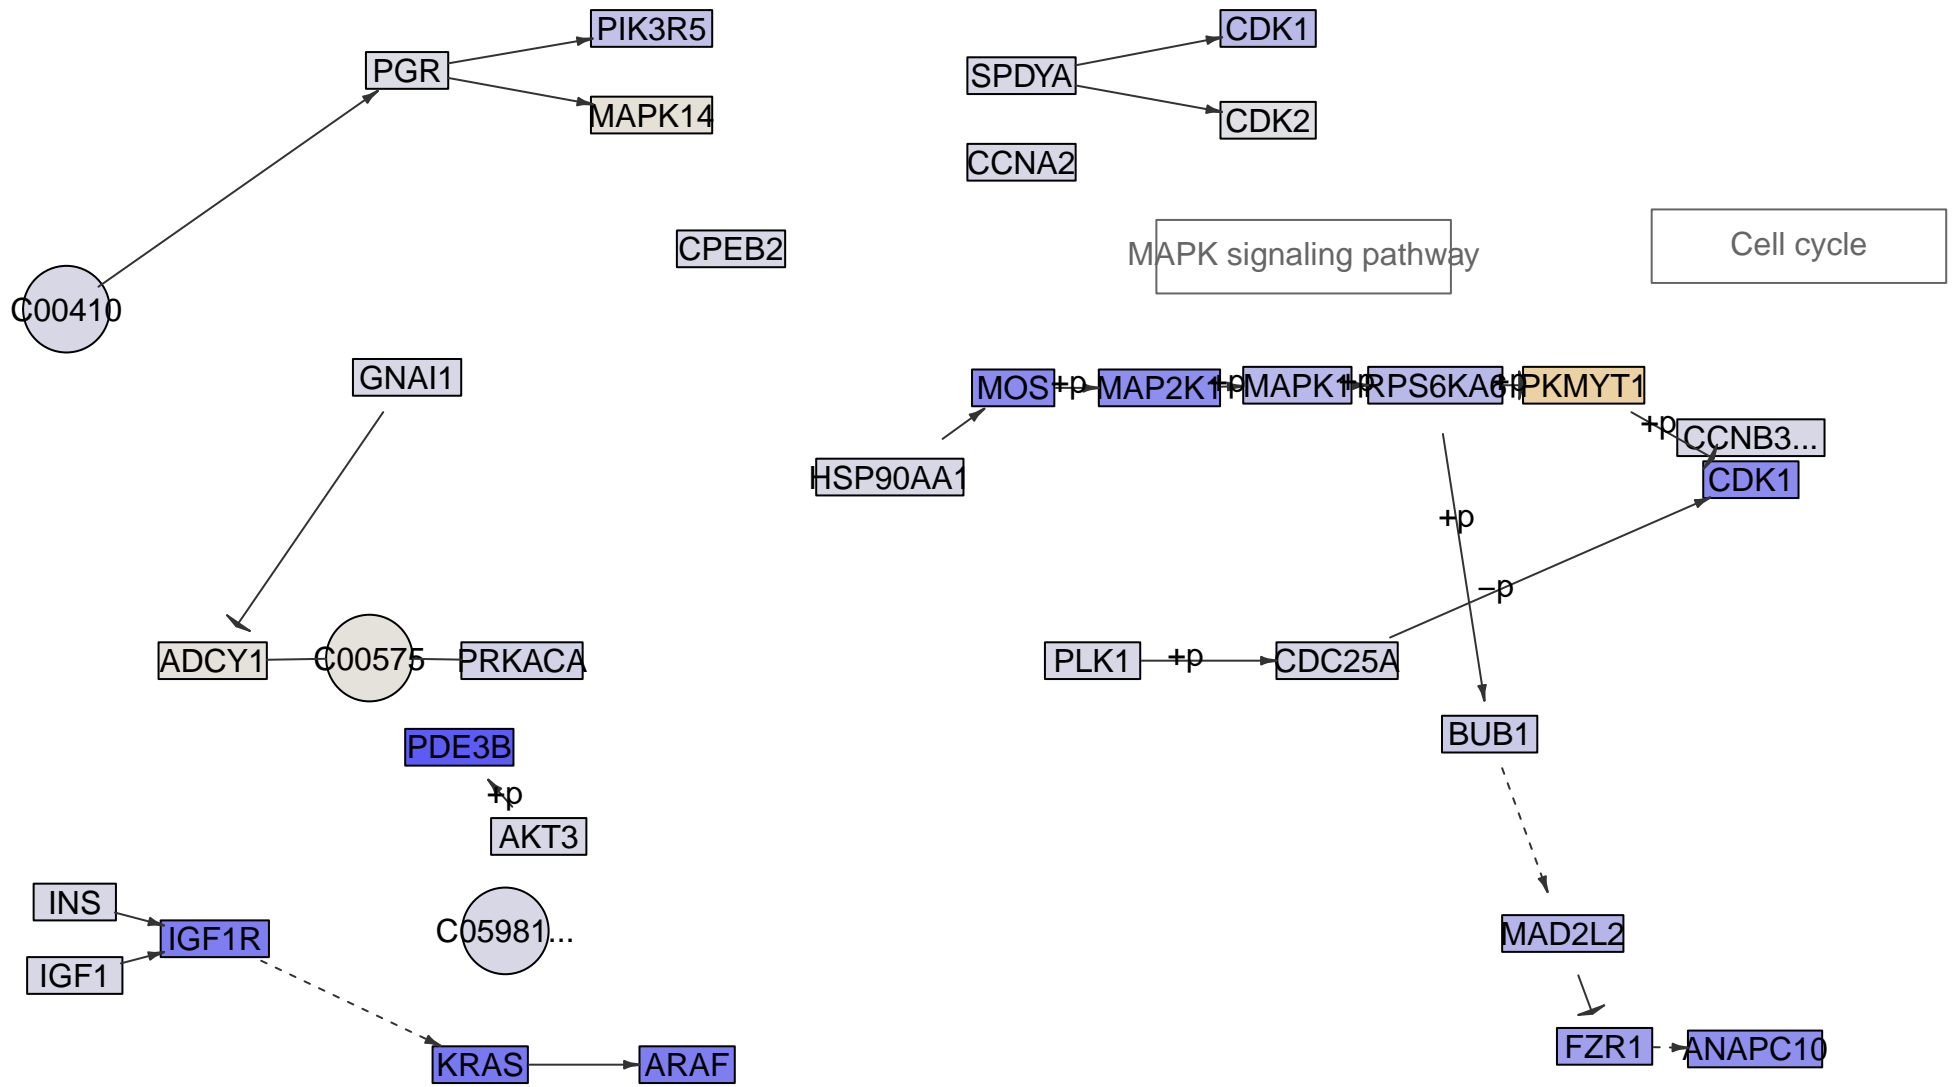 PIK3R5
CDK1
PGR
SPDYA
MAPK14
CDK2
CCNA2
CPEB2
MAPK signaling pathway
Cell cycle
C00410
GNAI1
MOS
+p
MAP2K1
+p
MAPK1
+p
RPS6KA6
+p
PKMYT1
+p
CCNB3...
HSP90AA1
CDK1
+p
−p
ADCY1
C00575
PRKACA
PLK1
+p
CDC25A
BUB1
PDE3B
+p
AKT3
INS
IGF1R
C05981...
MAD2L2
IGF1
FZR1
ANAPC10
KRAS
ARAF